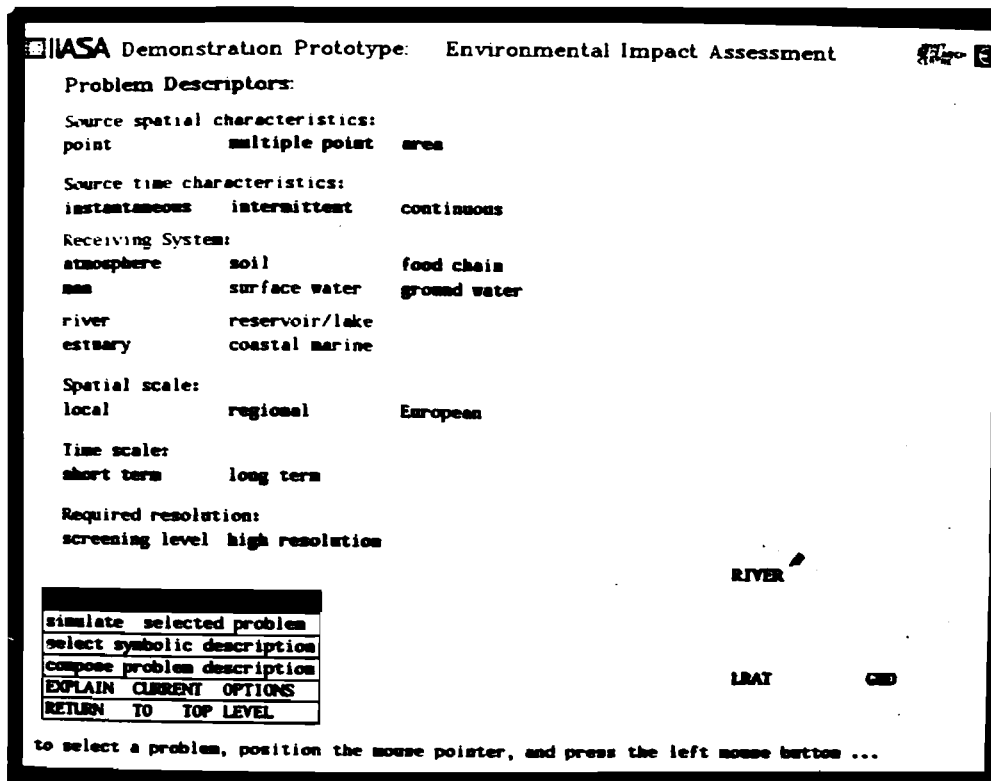 IIASA Demonstration Prototype: Environmental Impact Assessment
Problem Descriptors:
Source spatial characteristics:
point multiple point area
Source time characteristics:
instantaneous intermittent continuous
Receiving System:
atmosphere soil food chain
man surface water ground water
river reservoir/lake
estuary coastal marine
Spatial scale:
local regional European
Time scale:
short term long term
Required resolution:
screening level high resolution
RIVER
simulate selected problem
select symbolic description
compose problem description
EXPLAIN CURRENT OPTIONS
RETURN TO TOP LEVEL
LRAT
to select a problem, position the mouse pointer, and press the left mouse button ...